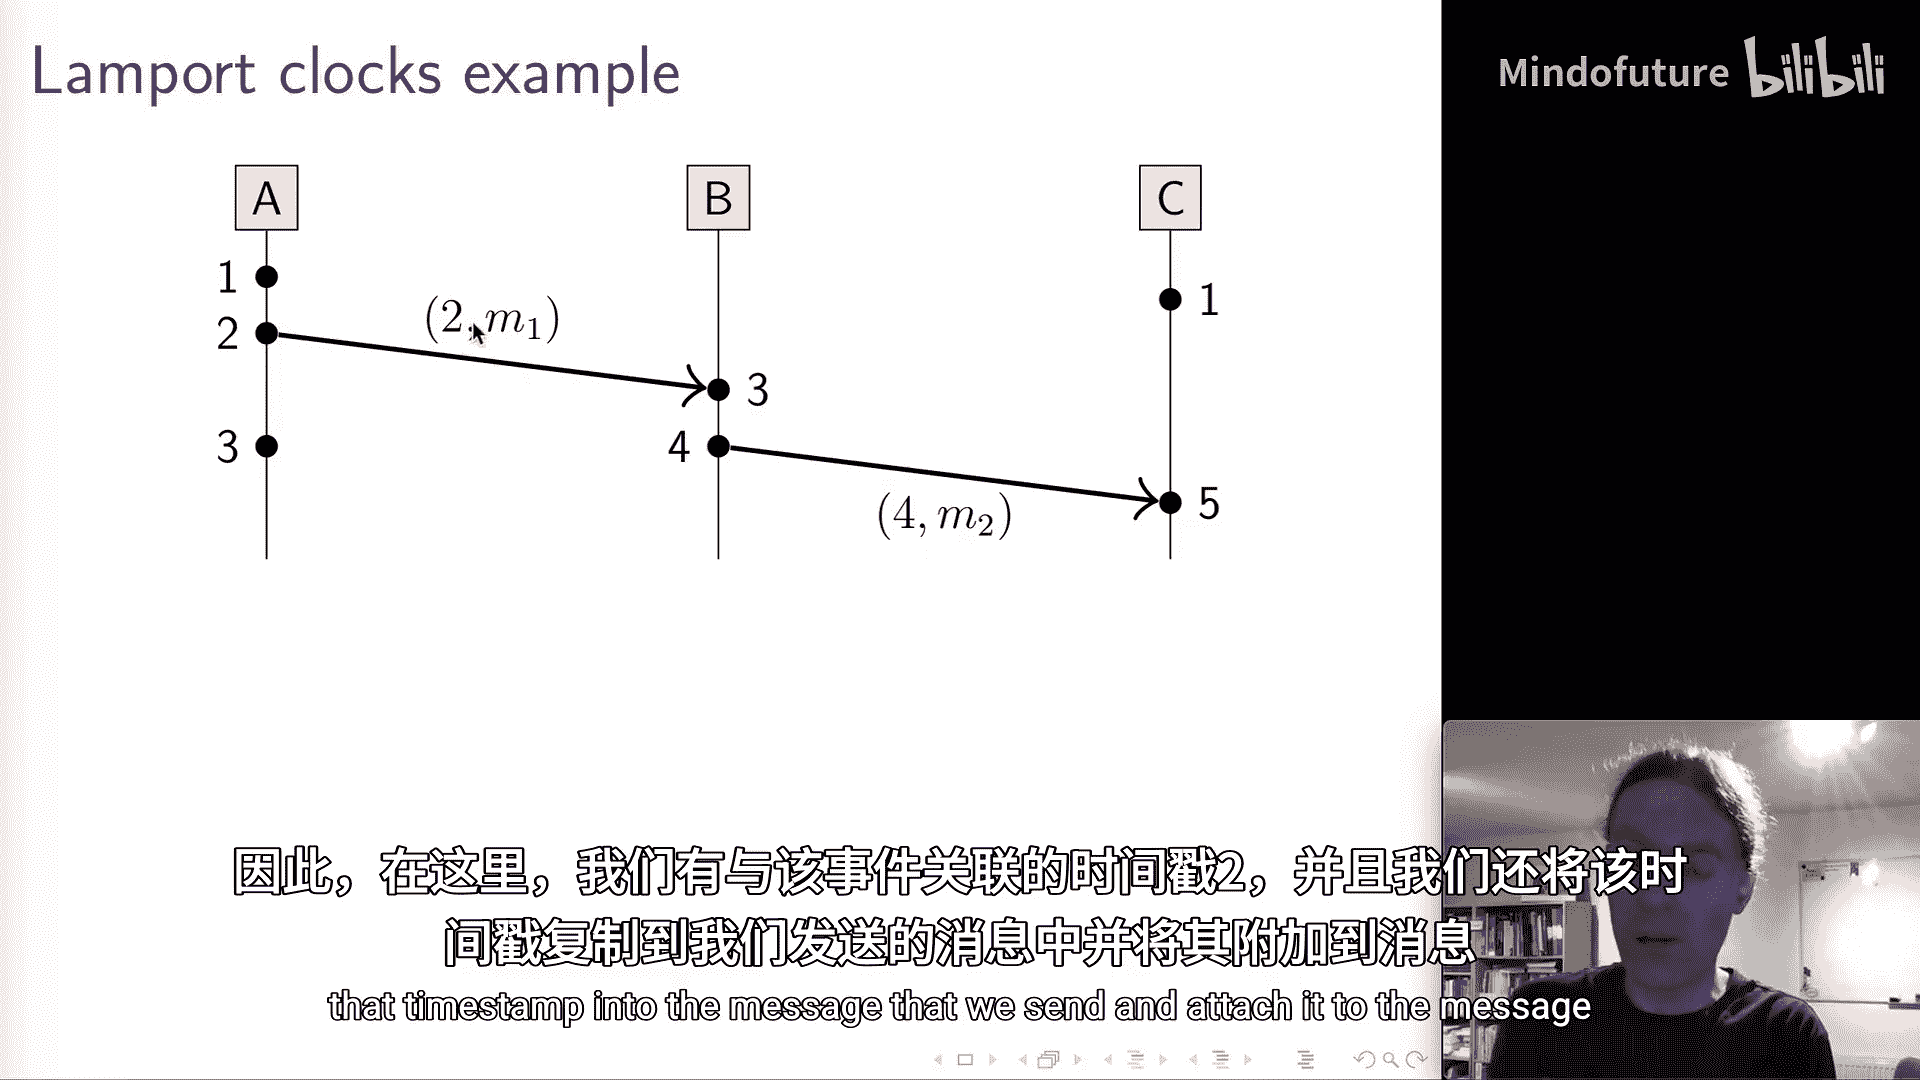 Lamport clocks example
Mindofuture bilibili
A
B
C
1
1
(2, m₁)
2
3
3
4
(4, m₂)
5
因此，在这里，我们有与该事件关联的时间戳2，并且我们还将该时
间戳复制到我们发送的消息中并将其附加到消息
that timestamp into the message that we send and attach it to the message